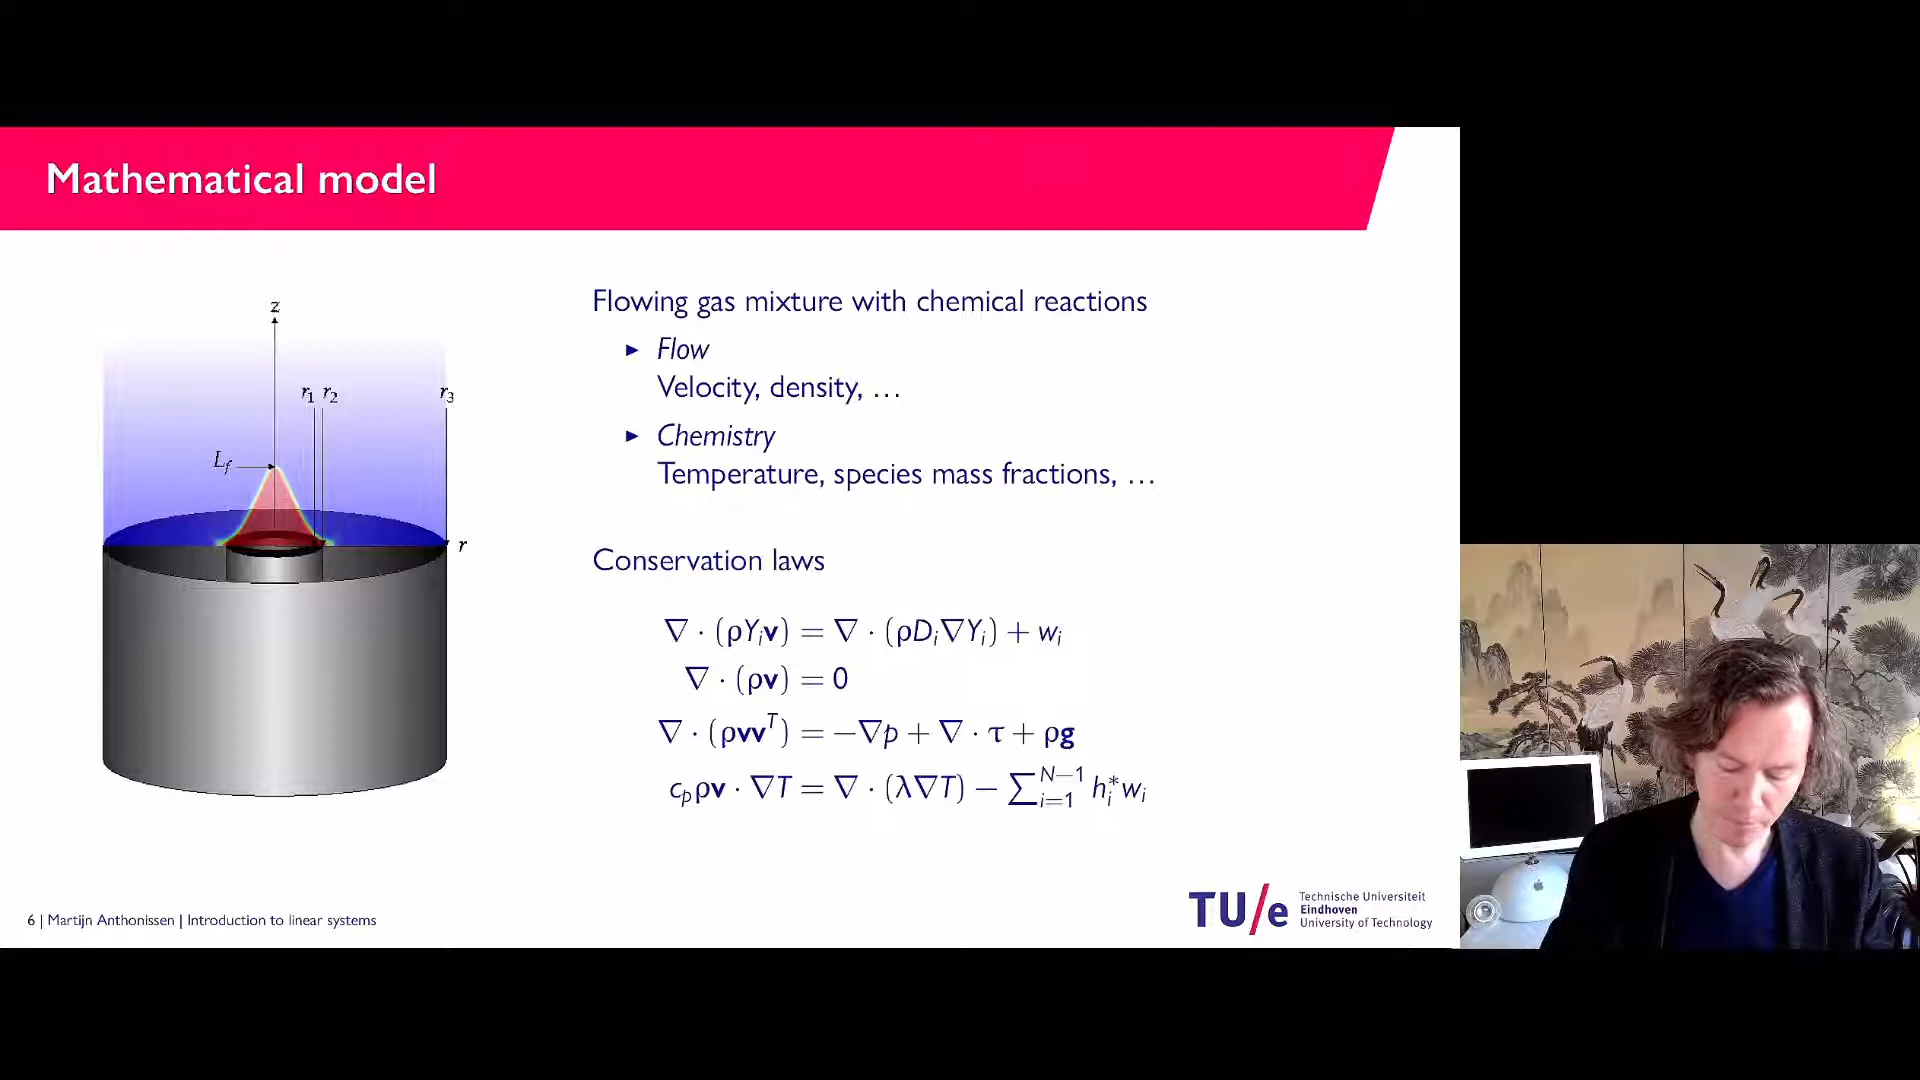 Mathematical model
z
r₁ r₂
r₃
L_f
r
Flowing gas mixture with chemical reactions
▸ Flow
Velocity, density, …
▸ Chemistry
Temperature, species mass fractions, …
Conservation laws
∇ · (ρYᵢv) = ∇ · (ρDᵢ∇Yᵢ) + wᵢ
∇ · (ρv) = 0
∇ · (ρvvᵀ) = −∇p + ∇ · τ + ρg
cₚρv · ∇T = ∇ · (λ∇T) − ∑_{i=1}^{N−1} hᵢ*wᵢ
6 | Martijn Anthonissen | Introduction to linear systems
TU/e
Technische Universiteit
Eindhoven
University of Technology